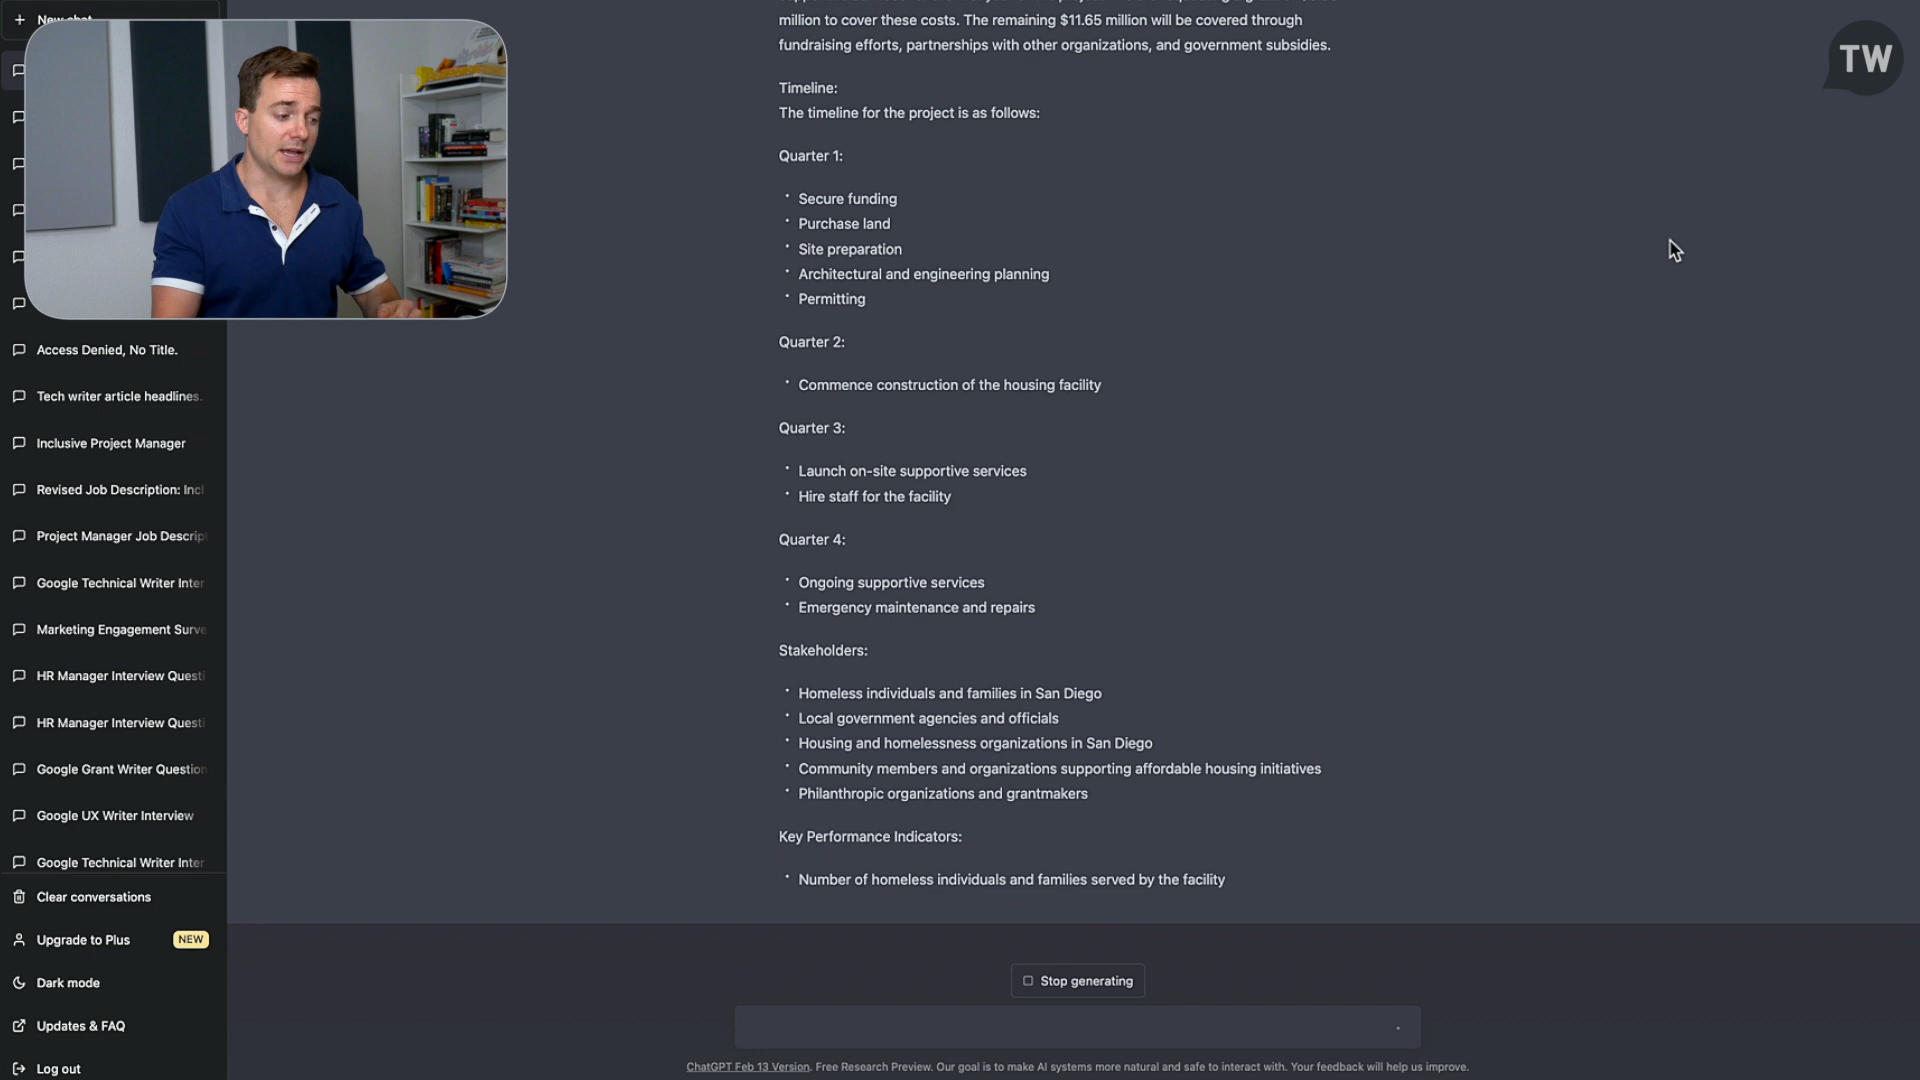 New chat
TW
million to cover these costs. The remaining $11.65 million will be covered through
fundraising efforts, partnerships with other organizations, and government subsidies.
Timeline:
The timeline for the project is as follows:
Quarter 1:
Secure funding
Purchase land
Site preparation
Architectural and engineering planning
Permitting
Quarter 2:
Commence construction of the housing facility
Quarter 3:
Launch on-site supportive services
Hire staff for the facility
Quarter 4:
Ongoing supportive services
Emergency maintenance and repairs
Stakeholders:
Homeless individuals and families in San Diego
Local government agencies and officials
Housing and homelessness organizations in San Diego
Community members and organizations supporting affordable housing initiatives
Philanthropic organizations and grantmakers
Key Performance Indicators:
Number of homeless individuals and families served by the facility
Access Denied, No Title.
Tech writer article headlines.
Inclusive Project Manager
Revised Job Description: Incl
Project Manager Job Descrip
Google Technical Writer Inter
Marketing Engagement Surve
HR Manager Interview Questi
HR Manager Interview Questi
Google Grant Writer Question
Google UX Writer Interview
Google Technical Writer Inter
Clear conversations
Upgrade to Plus NEW
Dark mode
Updates & FAQ
Log out
Stop generating
ChatGPT Feb 13 Version. Free Research Preview. Our goal is to make AI systems more natural and safe to interact with. Your feedback will help us improve.